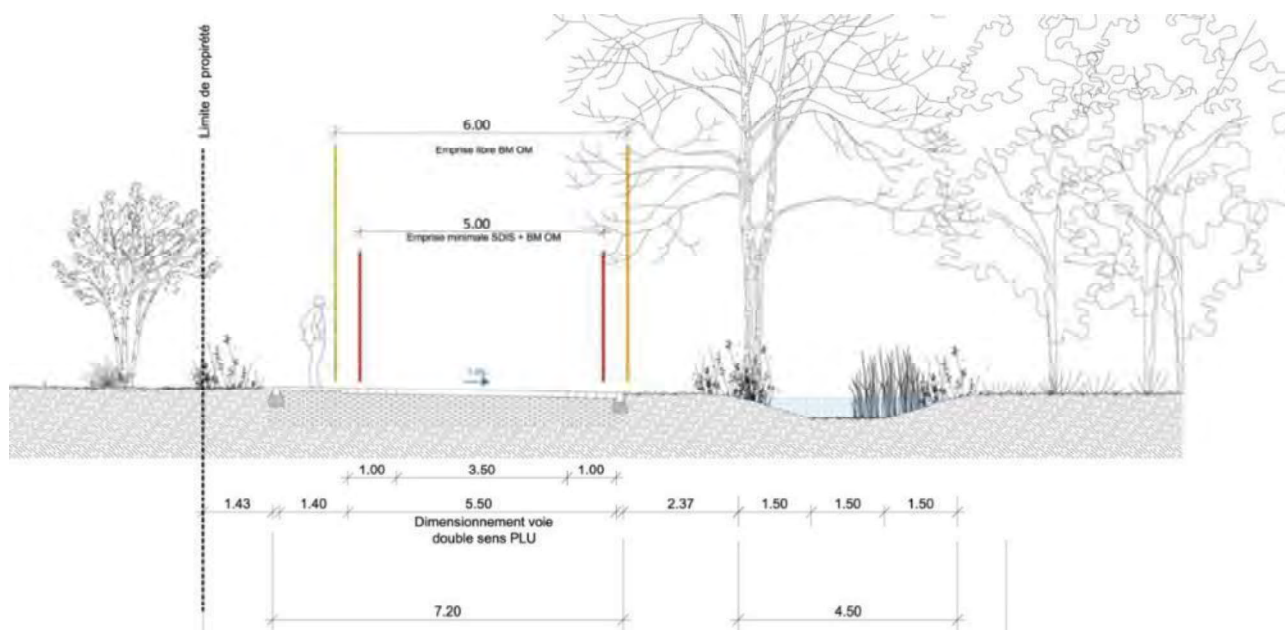 Limite de propriété
6.00
Emprise libre BM OM
5.00
Emprise minimale SDIS + BM OM
1.00 3.50 1.00
1.43 1.40 5.50 2.37 1.50 1.50 1.50
Dimensionnement voie
double sens PLU
7.20 4.50